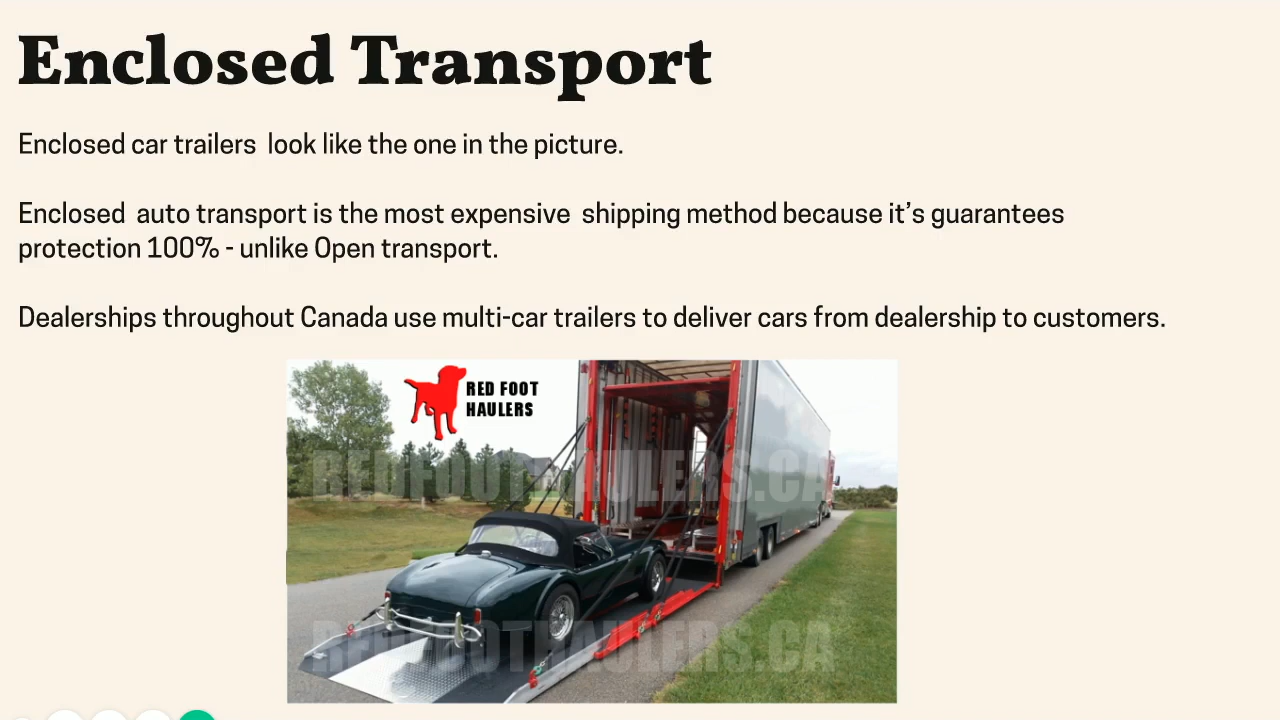 Enclosed Transport
Enclosed car trailers look like the one in the picture.
Enclosed auto transport is the most expensive shipping method because it’s guarantees
protection 100% - unlike Open transport.
Dealerships throughout Canada use multi-car trailers to deliver cars from dealership to customers.
RED FOOT
HAULERS
REDFOOTHAULERS.CA
REDFOOTHAULERS.CA